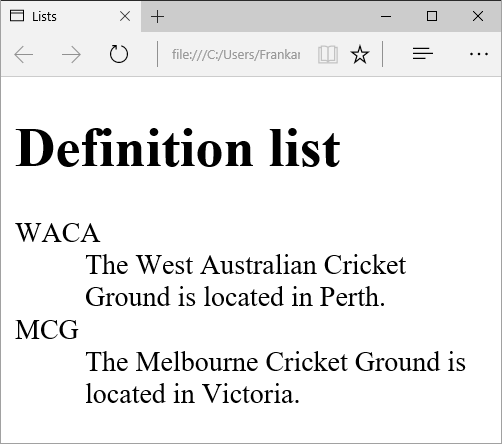 Lists
file:///C:/Users/Frankar
Definition list
WACA
The West Australian Cricket
Ground is located in Perth.
MCG
The Melbourne Cricket Ground is
located in Victoria.